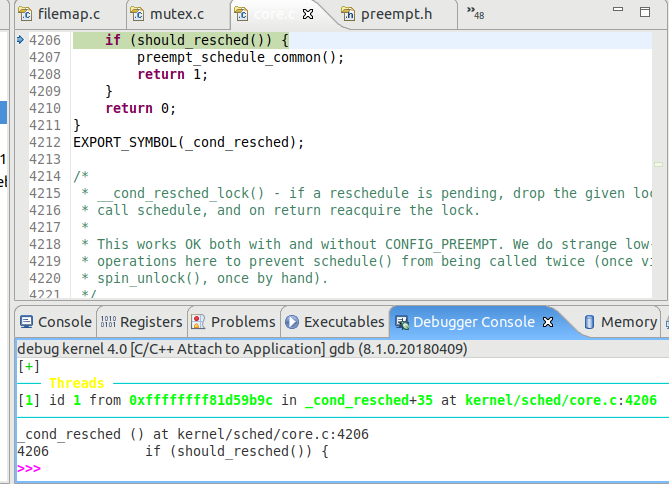 filemap.c mutex.c core.c preempt.h »48
4206 if (should_resched()) {
4207 preempt_schedule_common();
4208 return 1;
4209 }
4210 return 0;
4211 }
4212 EXPORT_SYMBOL(_cond_resched);
4213
4214 /*
4215 * __cond_resched_lock() - if a reschedule is pending, drop the given loc
4216 * call schedule, and on return reacquire the lock.
4217 *
4218 * This works OK both with and without CONFIG_PREEMPT. We do strange low-
4219 * operations here to prevent schedule() from being called twice (once vi
4220 * spin_unlock(), once by hand).
4221 */
Console Registers Problems Executables Debugger Console Memory
debug kernel 4.0 [C/C++ Attach to Application] gdb (8.1.0.20180409)
[+]
Threads
[1] id 1 from 0xffffffff81d59b9c in _cond_resched+35 at kernel/sched/core.c:4206
_cond_resched () at kernel/sched/core.c:4206
4206 if (should_resched()) {
>>>